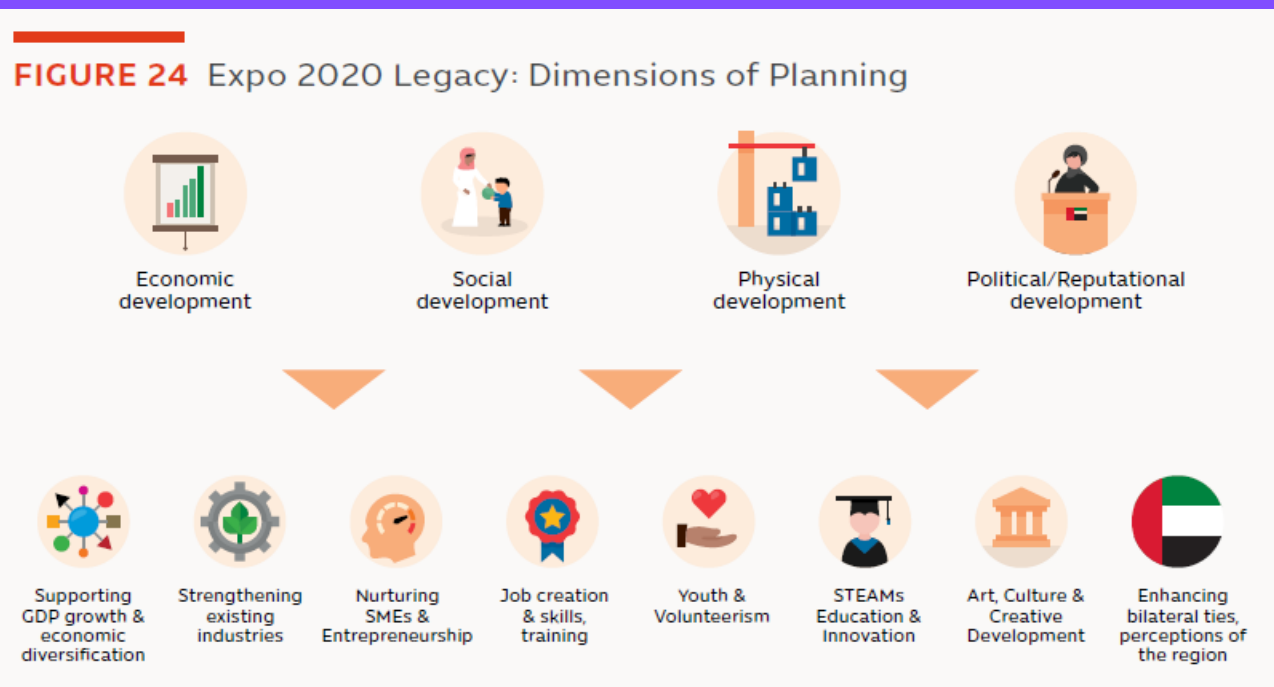 FIGURE 24 Expo 2020 Legacy: Dimensions of Planning
Economic
development
Social
development
Physical
development
Political/Reputational
development
Supporting
GDP growth &
economic
diversification
Strengthening
existing
industries
Nurturing
SMEs &
Entrepreneurship
Job creation
& skills,
training
Youth &
Volunteerism
STEAMs
Education &
Innovation
Art, Culture &
Creative
Development
Enhancing
bilateral ties,
perceptions of
the region